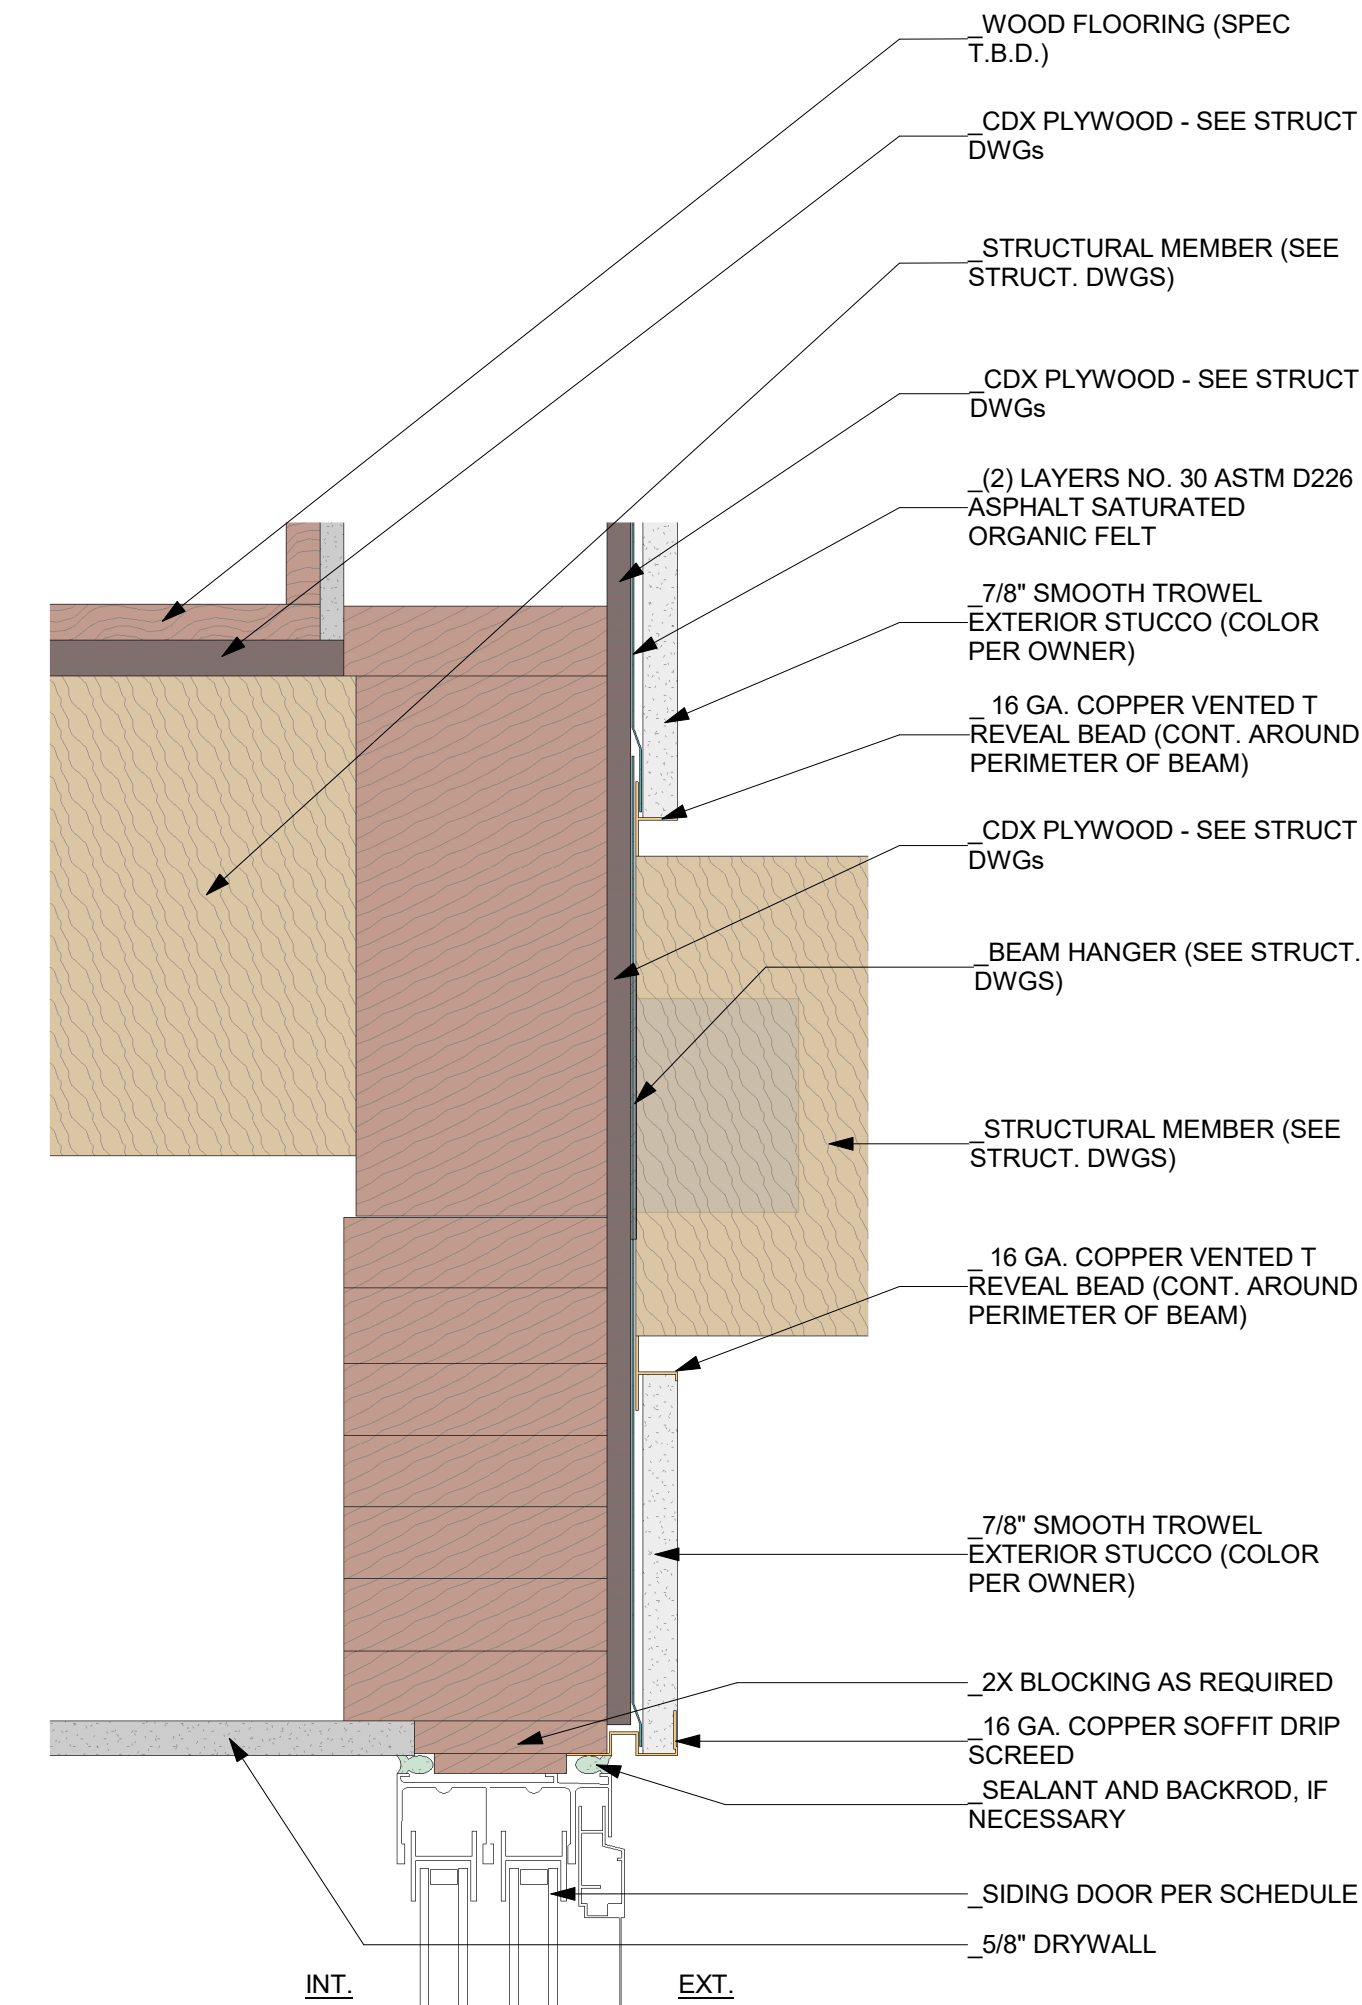 _WOOD FLOORING (SPEC
T.B.D.)
_CDX PLYWOOD - SEE STRUCT
DWGs
_STRUCTURAL MEMBER (SEE
STRUCT. DWGS)
_CDX PLYWOOD - SEE STRUCT
DWGs
_(2) LAYERS NO. 30 ASTM D226
ASPHALT SATURATED
ORGANIC FELT
_7/8" SMOOTH TROWEL
EXTERIOR STUCCO (COLOR
PER OWNER)
_ 16 GA. COPPER VENTED T
REVEAL BEAD (CONT. AROUND
PERIMETER OF BEAM)
_CDX PLYWOOD - SEE STRUCT
DWGs
_BEAM HANGER (SEE STRUCT.
DWGS)
_STRUCTURAL MEMBER (SEE
STRUCT. DWGS)
_ 16 GA. COPPER VENTED T
REVEAL BEAD (CONT. AROUND
PERIMETER OF BEAM)
_7/8" SMOOTH TROWEL
EXTERIOR STUCCO (COLOR
PER OWNER)
_2X BLOCKING AS REQUIRED
_16 GA. COPPER SOFFIT DRIP
SCREED
_SEALANT AND BACKROD, IF
NECESSARY
_SIDING DOOR PER SCHEDULE
_5/8" DRYWALL
INT.
EXT.